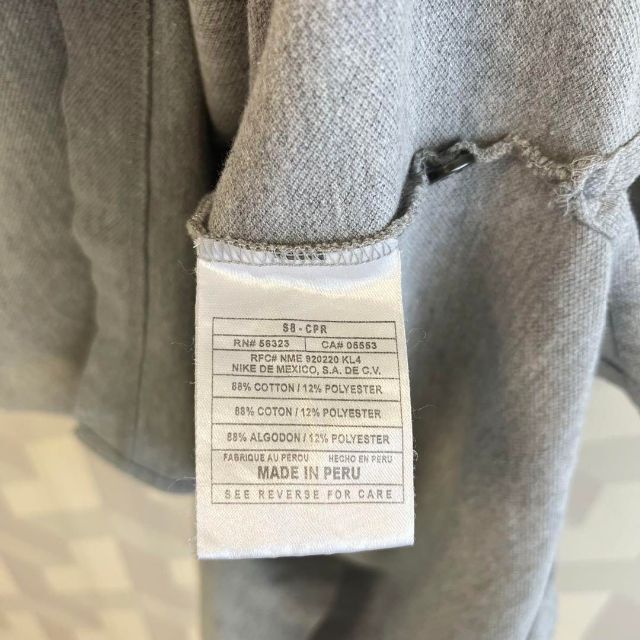 S8 - CPR
RN# 56323 CA# 05553
RFC# NME 920220 KL4
NIKE DE MEXICO, S.A. DE C.V.
88% COTTON / 12% POLYESTER
88% COTON / 12% POLYESTER
88% ALGODON / 12% POLYESTER
FABRIQUE AU PEROU HECHO EN PERU
MADE IN PERU
SEE REVERSE FOR CARE